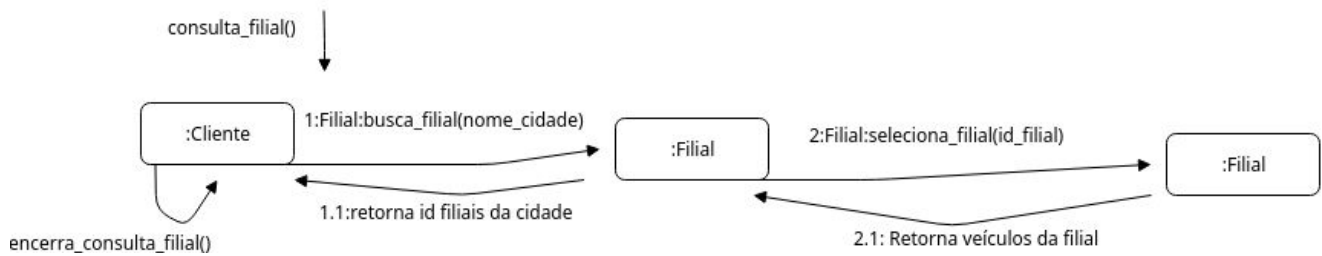 consulta_filial()
:Cliente
1:Filial:busca_filial(nome_cidade)
:Filial
2:Filial:seleciona_filial(id_filial)
:Filial
1.1:retorna id filiais da cidade
2.1: Retorna veículos da filial
encerra_consulta_filial()